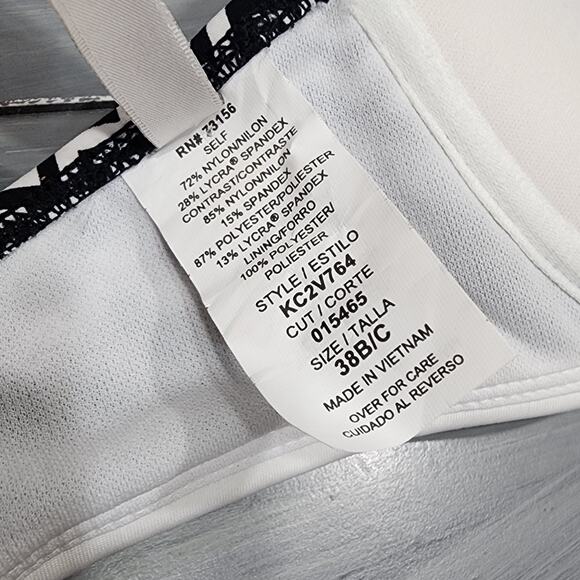 RN# 73156
SELF
72% NYLON/NILON
28% LYCRA® SPANDEX
CONTRAST/CONTRASTE
85% NYLON/NILON
15% SPANDEX
87% POLYESTER/POLIESTER
13% LYCRA® SPANDEX
LINING/FORRO
100% POLYESTER/
POLIESTER
STYLE / ESTILO
KC2V764
CUT / CORTE
015465
SIZE / TALLA
38B/C
MADE IN VIETNAM
OVER FOR CARE
CUIDADO AL REVERSO